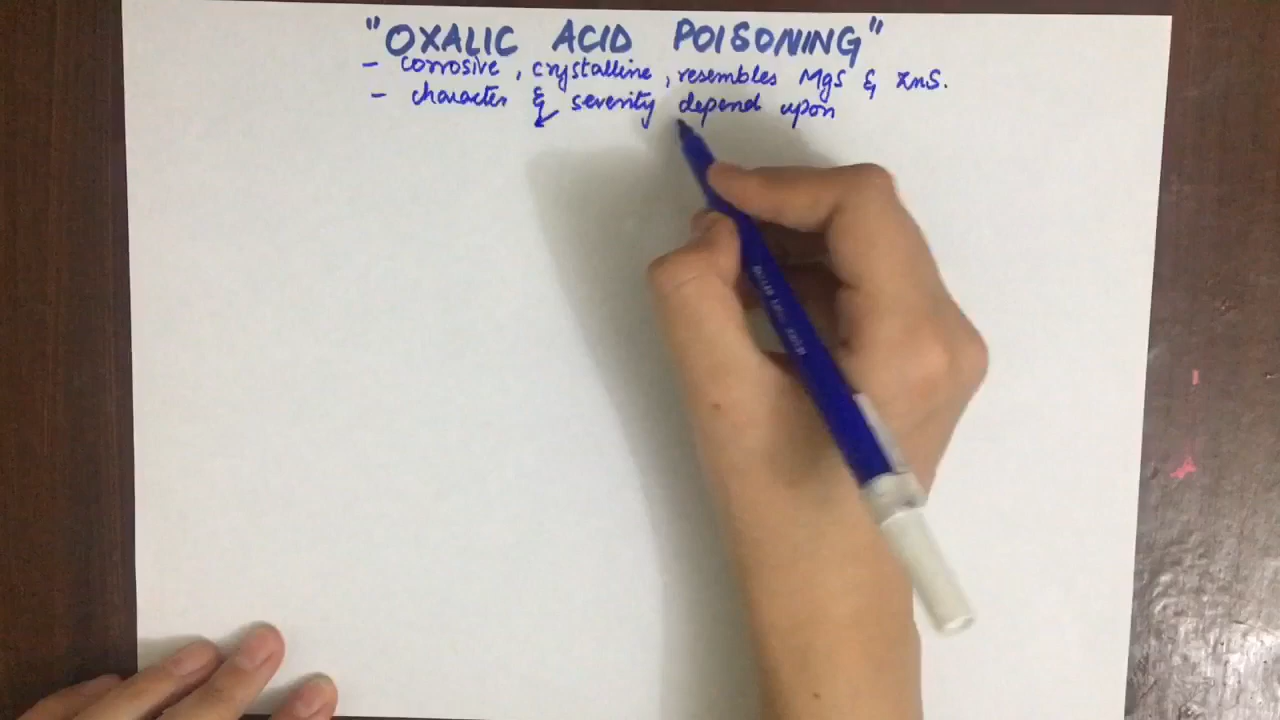 "OXALIC ACID POISONING"
- corrosive, crystalline, resembles MgS & ZnS.
- character & severity depend upon